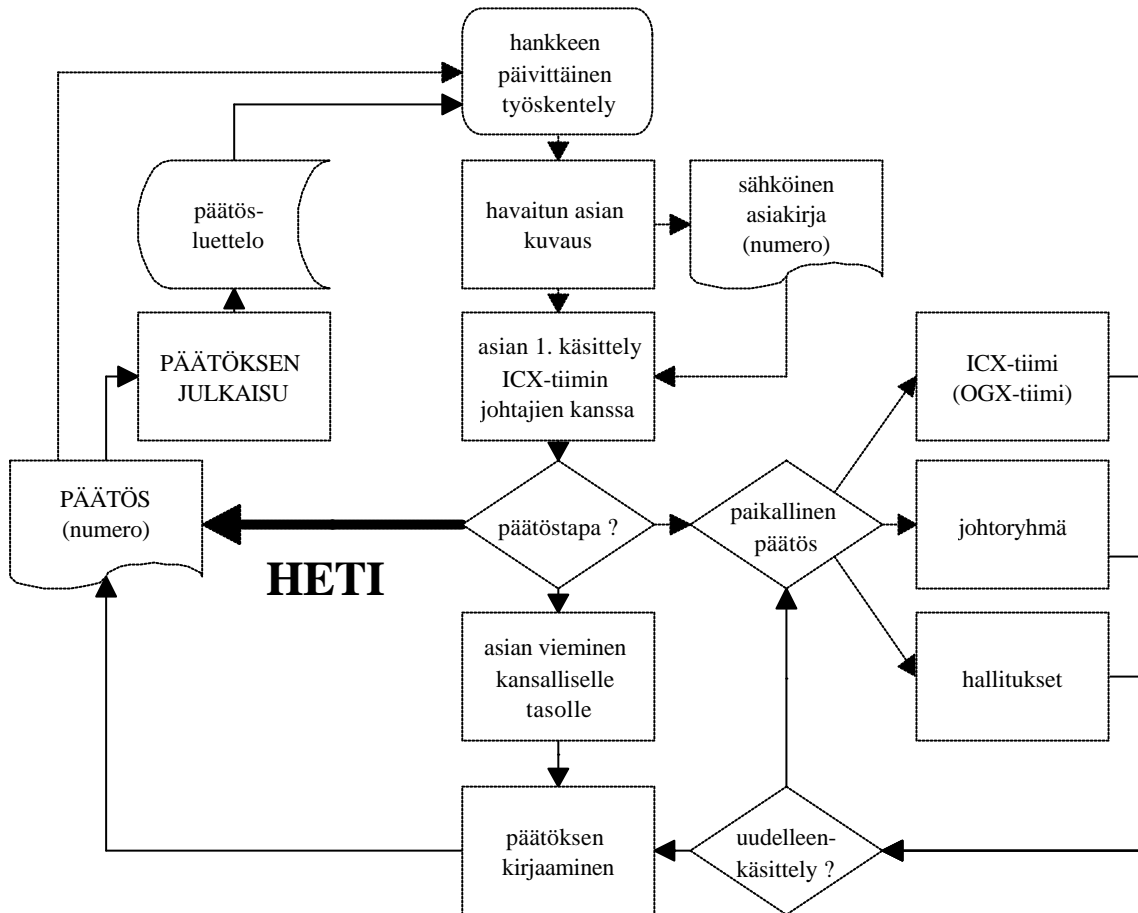 hankkeen
päivittäinen
työskentely
päätös-
luettelo
havaitun asian
kuvaus
sähköinen
asiakirja
(numero)
PÄÄTÖKSEN
JULKAISU
asian 1. käsittely
ICX-tiimin
johtajien kanssa
ICX-tiimi
(OGX-tiimi)
PÄÄTÖS
(numero)
HETI
päätöstapa ?
paikallinen
päätös
johtoryhmä
asian vieminen
kansalliselle
tasolle
hallitukset
päätöksen
kirjaaminen
uudelleen-
käsittely ?